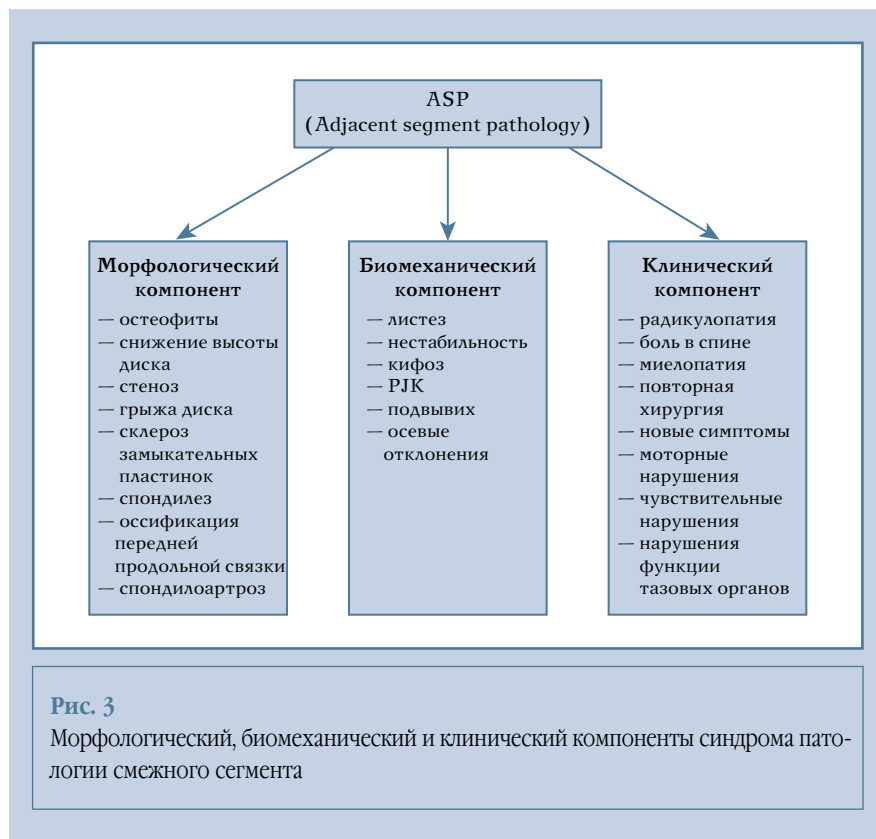 ASP
(Adjacent segment pathology)
Морфологический
компонент
— остеофиты
— снижение высоты
диска
— стеноз
— грыжа диска
— склероз
замыкательных
пластинок
— спондилез
— оссификация
передней
продольной связки
— спондилоартроз
Биомеханический
компонент
— листез
— нестабильность
— кифоз
— PJK
— подвывих
— осевые
отклонения
Клинический
компонент
— радикулопатия
— боль в спине
— миелопатия
— повторная
хирургия
— новые симптомы
— моторные
нарушения
— чувствительные
нарушения
— нарушения
функции
тазовых органов
Рис. 3
Морфологический, биомеханический и клинический компоненты синдрома пато-
логии смежного сегмента